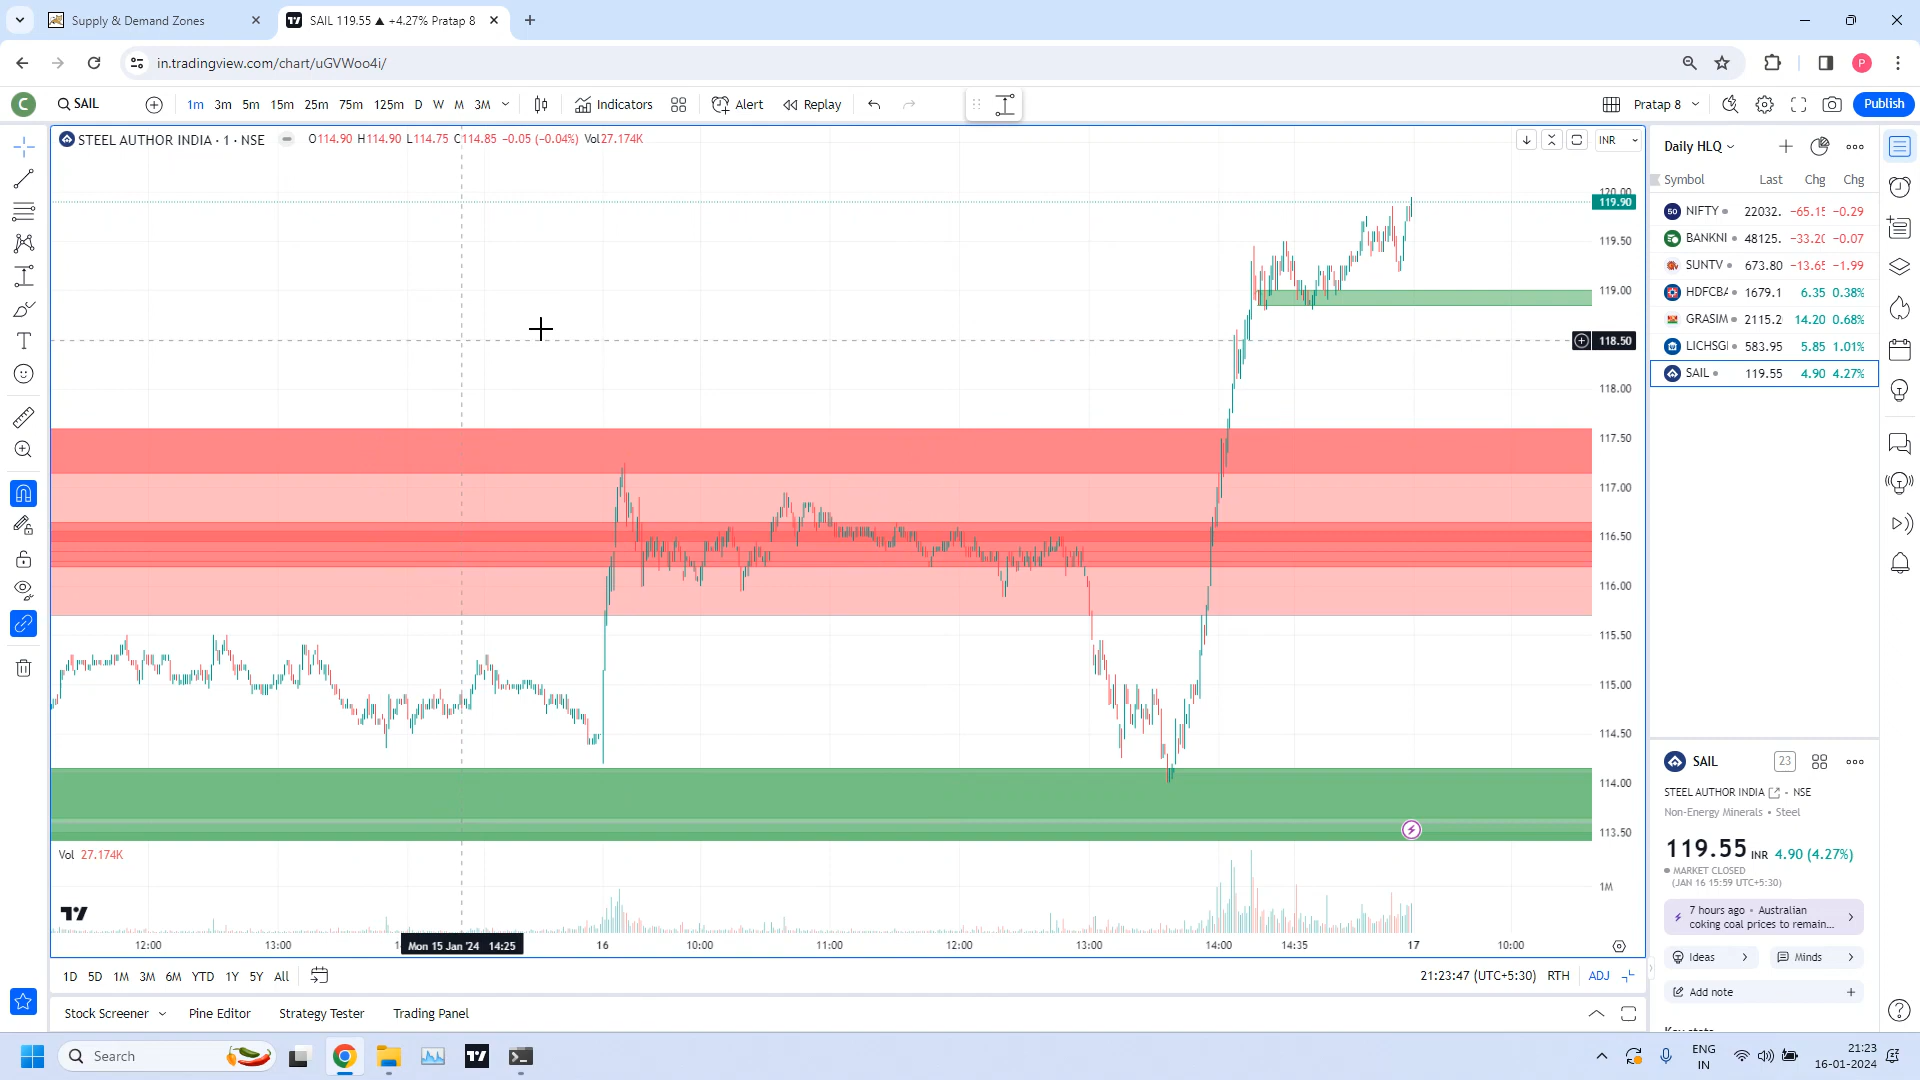 Supply & Demand Zones
SAIL 119.55 ▲ +4.27% Pratap 8
in.tradingview.com/chart/uGVWoo4i/
P
C
SAIL
1m 3m 5m 15m 25m 75m 125m D W M 3M
Indicators
Alert
Replay
Pratap 8
Publish
STEEL AUTHOR INDIA · 1 · NSE
O114.90 H114.90 L114.75 C114.85 −0.05 (−0.04%) Vol27.174K
INR
120.00
119.90
119.50
119.00
118.50
118.00
117.50
117.00
116.50
116.00
115.50
115.00
114.50
114.00
113.50
Vol 27.174K
1M
12:00 13:00 Mon 15 Jan '24 14:25 16 10:00 11:00 12:00 13:00 14:00 14:35 17 10:00
1D 5D 1M 3M 6M YTD 1Y 5Y All
21:23:47 (UTC+5:30) RTH ADJ
Stock Screener Pine Editor Strategy Tester Trading Panel
Daily HLQ
Symbol Last Chg Chg
50 NIFTY 22032. −65.15 −0.29
BANKNI 48125. −33.20 −0.07
SUNTV 673.80 −13.65 −1.99
HDFCBA 1679.1 6.35 0.38%
GRASIM 2115.2 14.20 0.68%
LICHSGI 583.95 5.85 1.01%
SAIL 119.55 4.90 4.27%
SAIL
23
STEEL AUTHOR INDIA - NSE
Non-Energy Minerals • Steel
119.55 INR 4.90 (4.27%)
MARKET CLOSED
(JAN 16 15:59 UTC+5:30)
7 hours ago • Australian
coking coal prices to remain...
Ideas
Minds
Add note
Key stats
Search
ENG
IN
21:23
16-01-2024